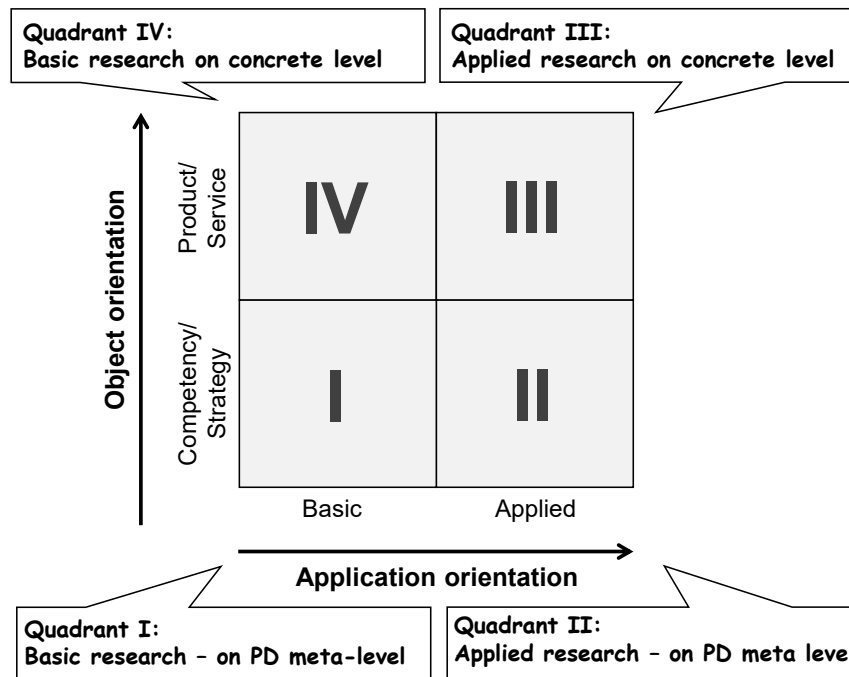 Quadrant IV:
Basic research on concrete level
Quadrant III:
Applied research on concrete level
Object orientation
Product/
Service
IV
III
Competency/
Strategy
I
II
Basic
Applied
Application orientation
Quadrant I:
Basic research – on PD meta-level
Quadrant II:
Applied research – on PD meta level